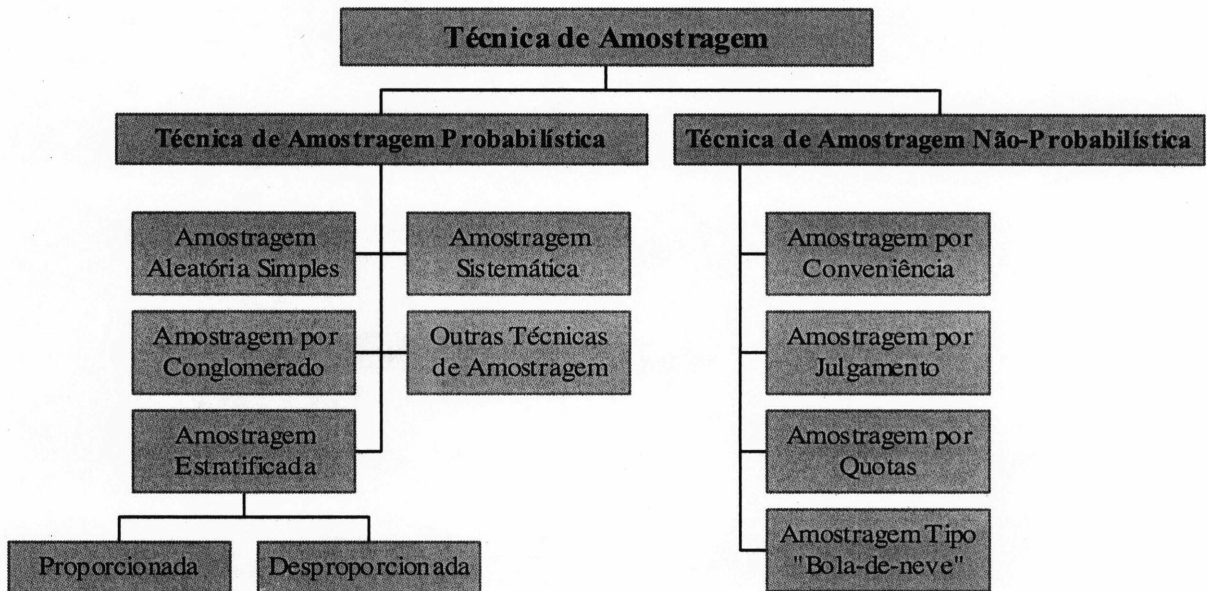 Técnica de Amostragem
Técnica de Amostragem Probabilística
Técnica de Amostragem Não-Probabilística
Amostragem
Aleatória Simples
Amostragem
Sistemática
Amostragem por
Conglomerado
Outras Técnicas
de Amostragem
Amostragem
Estratificada
Proporcionada
Desproporcionada
Amostragem por
Conveniência
Amostragem por
Julgamento
Amostragem por
Quotas
Amostragem Tipo
"Bola-de-neve"